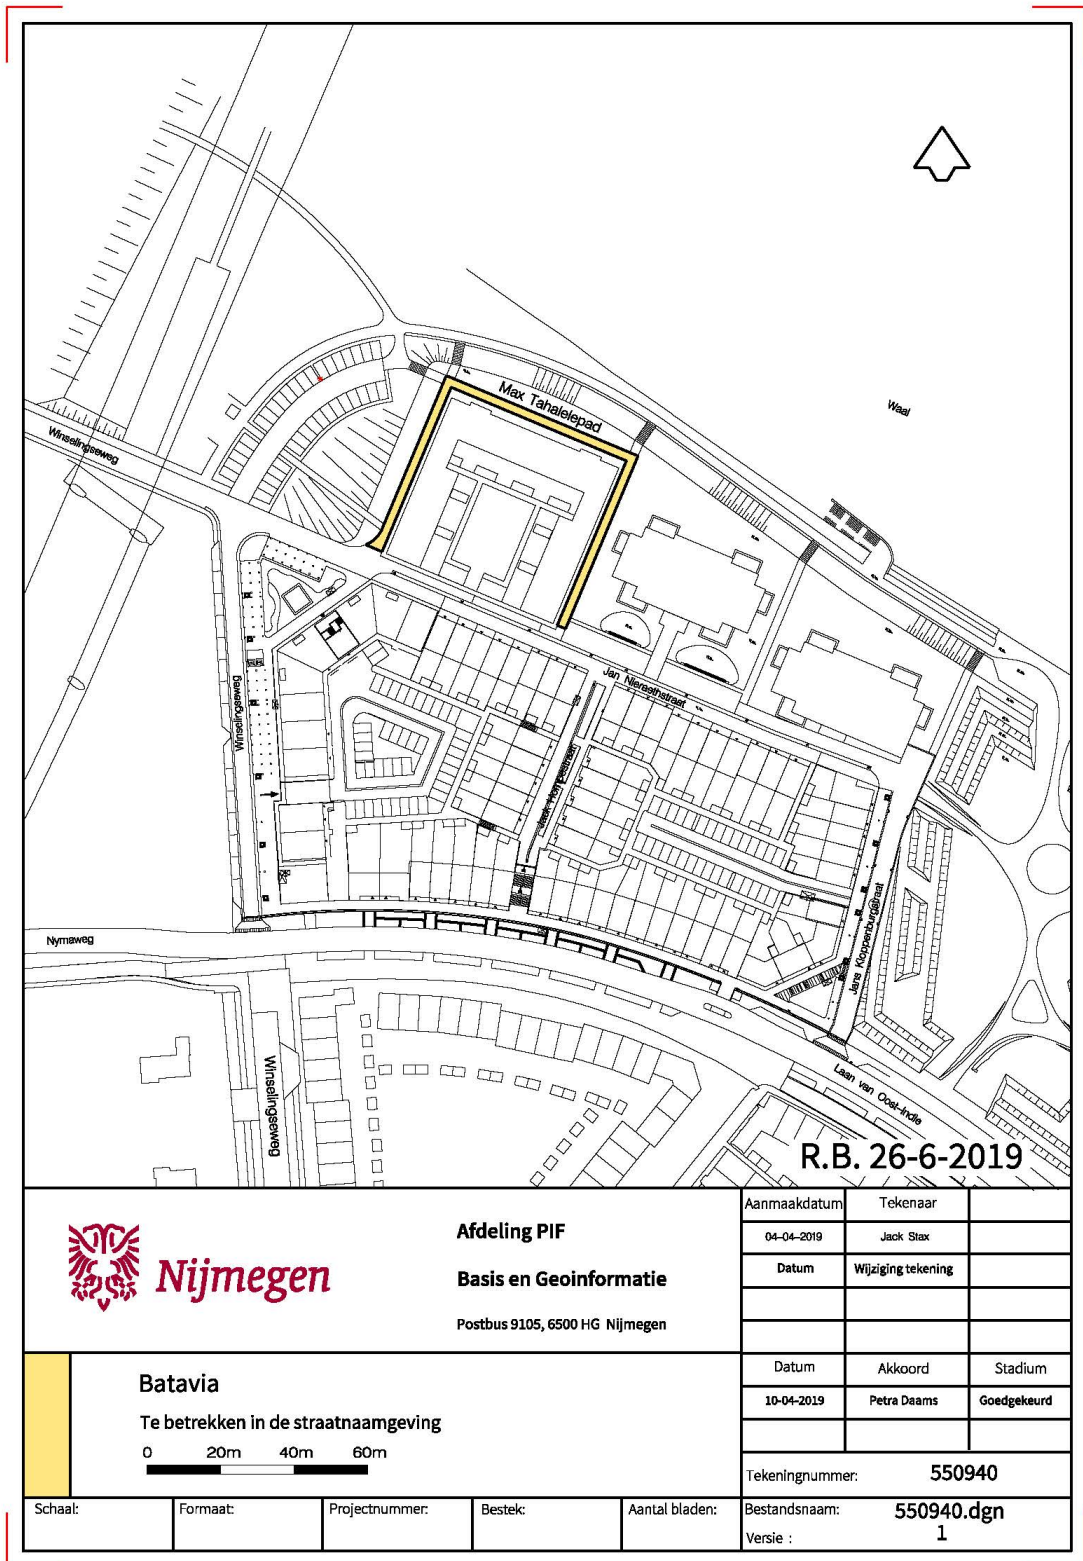 Waal
Max Tahalelepad
Winselingseweg
Winselingseweg
Jan Nieraethstraat
Jack Hompestraat
Jans Kloppenburgstraat
Nymaweg
Winselingseweg
Laan van Oost-Indie
R.B. 26-6-2019
Nijmegen
Afdeling PIF
Basis en Geoinformatie
Postbus 9105, 6500 HG Nijmegen
Aanmaakdatum Tekenaar
04-04-2019 Jack Stax
Datum Wijziging tekening
Datum Akkoord Stadium
10-04-2019 Petra Daams Goedgekeurd
Batavia
Te betrekken in de straatnaamgeving
0 20m 40m 60m
Tekeningnummer: 550940
Schaal: Formaat: Projectnummer: Bestek: Aantal bladen:
Bestandsnaam: 550940.dgn
Versie : 1